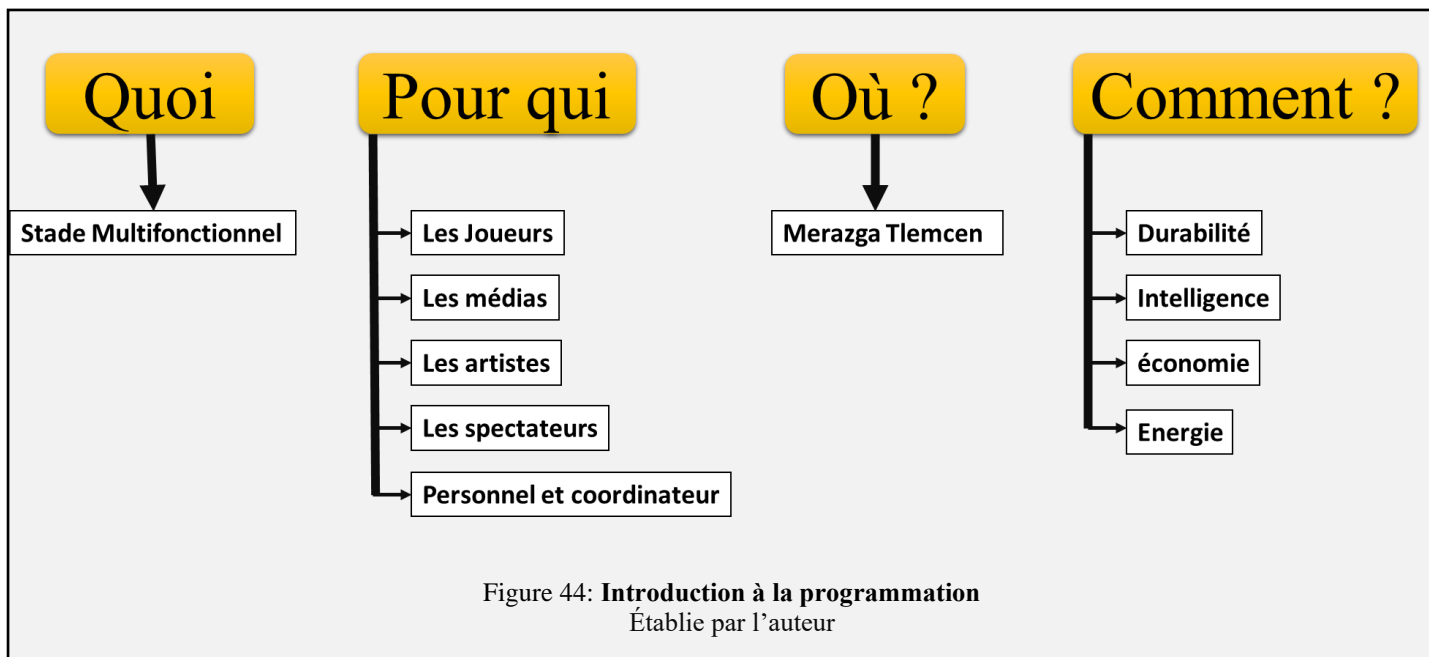 Quoi
Stade Multifonctionnel
Pour qui
Les Joueurs
Les médias
Les artistes
Les spectateurs
Personnel et coordinateur
Où ?
Merazga Tlemcen
Comment ?
Durabilité
Intelligence
économie
Energie
Figure 44: Introduction à la programmation
Établie par l’auteur